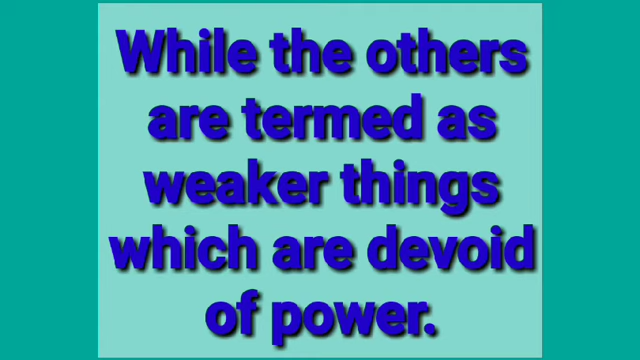 While the others
are termed as
weaker things
which are devoid
of power.